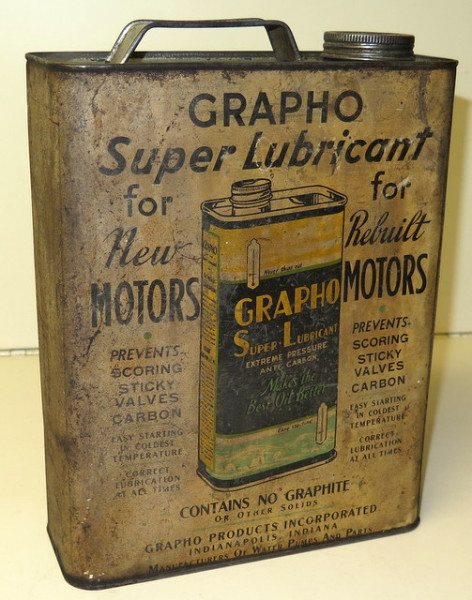 GRAPHO
Super Lubricant
for
New
MOTORS
for
Rebuilt
MOTORS
PREVENTS
SCORING
STICKY
VALVES
CARBON
EASY STARTING
IN COLDEST
TEMPERATURE
CORRECT
LUBRICATION
AT ALL TIMES
GRAPHO
GRAPHO
SUPER-LUBRICANT
EXTREME PRESSURE
ANTI-CARBON
Makes the
Best Oil Better
PREVENTS
SCORING
STICKY
VALVES
CARBON
EASY STARTING
IN COLDEST
TEMPERATURE
CORRECT
LUBRICATION
AT ALL TIMES
CONTAINS NO GRAPHITE
OR OTHER SOLIDS
GRAPHO PRODUCTS INCORPORATED
INDIANAPOLIS, INDIANA
MANUFACTURERS OF WATER PUMPS AND PARTS